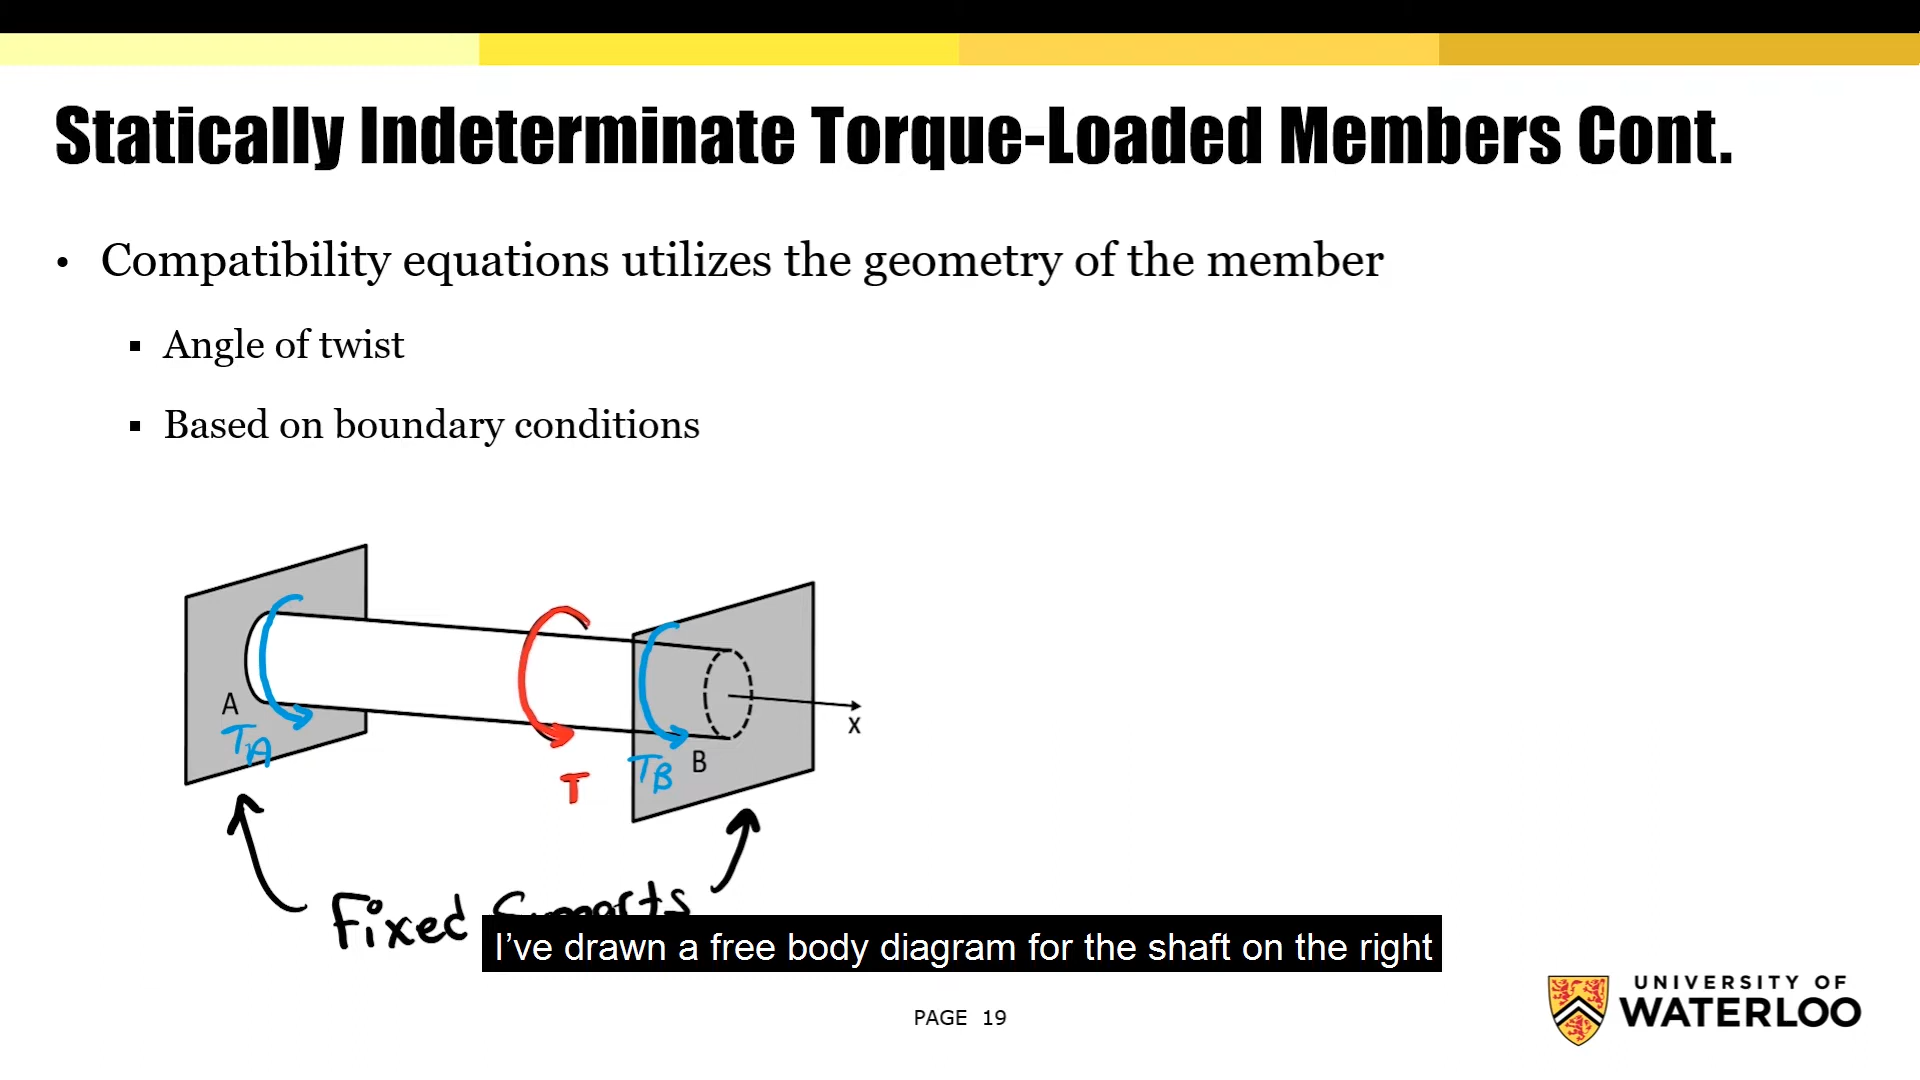 Statically Indeterminate Torque-Loaded Members Cont.
• Compatibility equations utilizes the geometry of the member
▪ Angle of twist
▪ Based on boundary conditions
A
TA
T
TB
B
X
Fixed Supports
I've drawn a free body diagram for the shaft on the right
PAGE 19
UNIVERSITY OF
WATERLOO